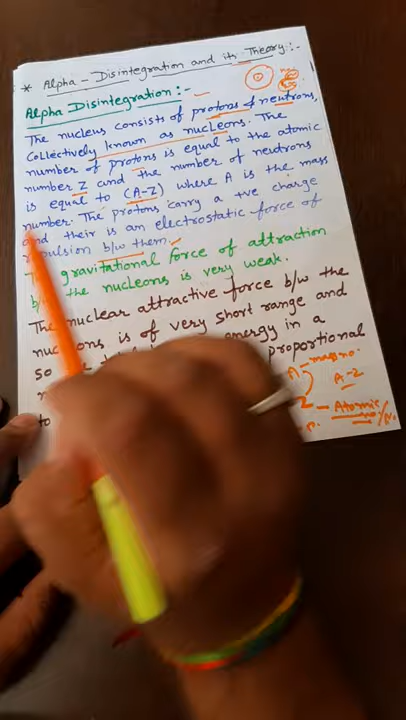 * Alpha - Disintegration and its Theory :-
Alpha Disintegration :-
The nucleus consists of protons & neutrons,
collectively known as nucleons. The
number of protons is equal to the atomic
number Z and the number of neutrons
is equal to (A-Z) where A is the mass
number. The protons carry a +ve charge
and their is an electrostatic force of
repulsion b/w them.
gravitational force of attraction
the nucleons is very weak.
The nuclear attractive force b/w the
nucleons is of very short range and
so energy in a
proportional
to
A - mass no.
A-Z
Z - Atomic